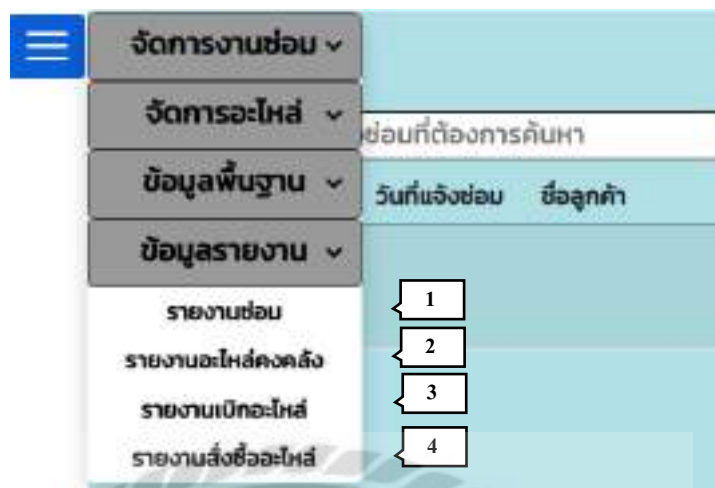 จัดการงานซ่อม
จัดการอะไหล่
ซ่อมที่ต้องการค้นหา
ข้อมูลพื้นฐาน
วันที่แจ้งซ่อม ชื่อลูกค้า
ข้อมูลรายงาน
รายงานซ่อม 1
รายงานอะไหล่คงคลัง 2
รายงานเบิกอะไหล่ 3
รายงานสั่งซื้ออะไหล่ 4